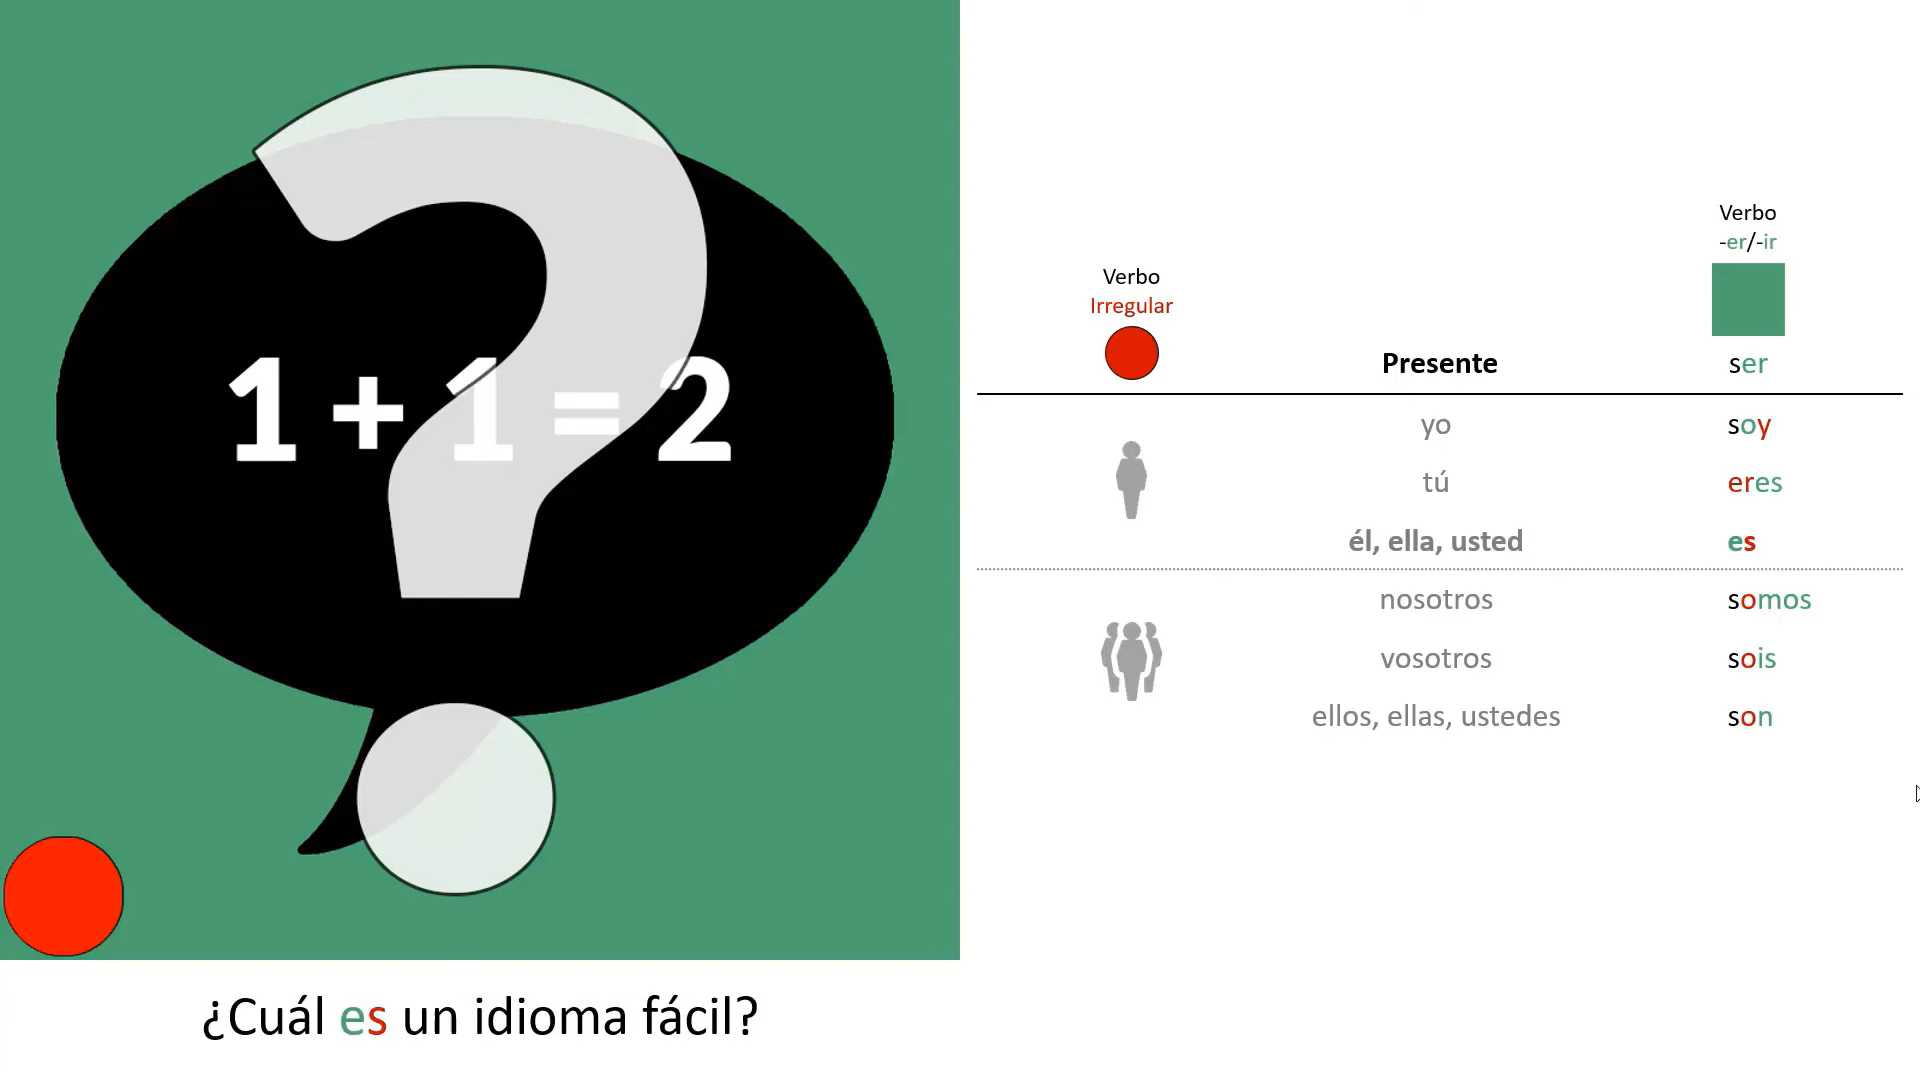 1 + 1 = 2
¿Cuál es un idioma fácil?
Verbo
-er/-ir
Verbo
Irregular
Presente ser
yo soy
tú eres
él, ella, usted es
nosotros somos
vosotros sois
ellos, ellas, ustedes son